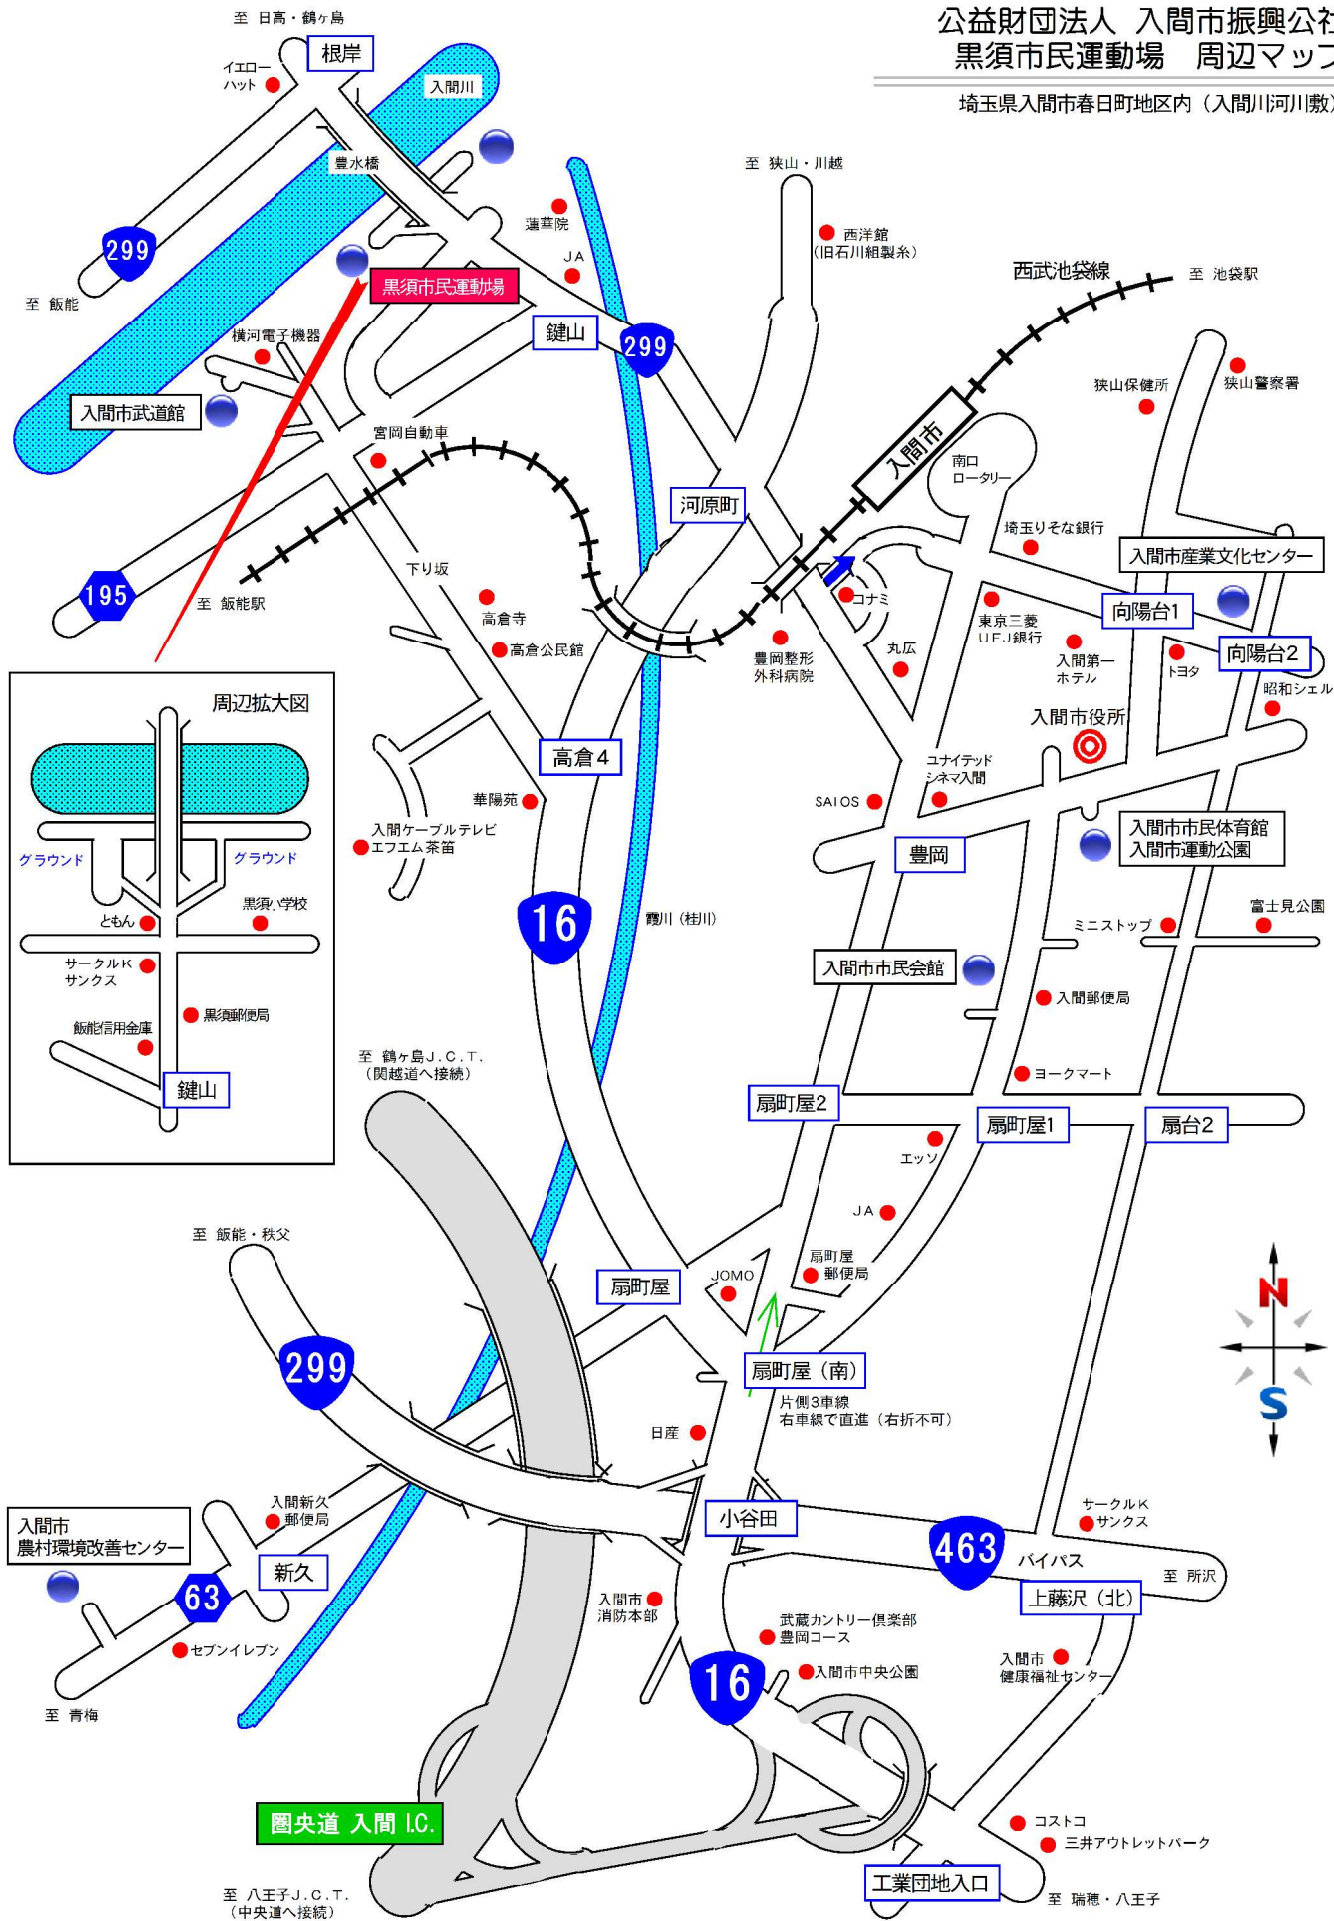 公益財団法人 入間市振興公社
黒須市民運動場 周辺マップ
埼玉県入間市春日町地区内（入間川河川敷）
至 日高・鶴ヶ島
根岸
イエロー
ハット
入間川
豊水橋
299
至 飯能
蓮華院
JA
黒須市民運動場
鍵山
299
横河電子機器
入間市武道館
宮岡自動車
195
至 飯能駅
下り坂
高倉寺
高倉公民館
至 狭山・川越
西洋館
（旧石川組製糸）
西武池袋線
至 池袋駅
入間市
河原町
南口
ロータリー
狭山保健所
狭山警察署
埼玉りそな銀行
入間市産業文化センター
コナミ
東京三菱
UFJ銀行
向陽台1
向陽台2
豊岡整形
外科病院
丸広
入間第一
ホテル
トヨタ
昭和シェル
入間市役所
周辺拡大図
グラウンド
グラウンド
ともん
黒須小学校
サークルK
サンクス
黒須郵便局
飯能信用金庫
鍵山
高倉4
華陽苑
入間ケーブルテレビ
エフエム茶笛
ユナイテッド
シネマ入間
SAIOS
豊岡
入間市市民体育館
入間市運動公園
16
霞川（桂川）
ミニストップ
富士見公園
入間市市民会館
入間郵便局
ヨークマート
至 鶴ヶ島J.C.T.
（関越道へ接続）
扇町屋2
扇町屋1
扇台2
エッソ
JA
扇町屋
郵便局
至 飯能・秩父
扇町屋
JOMO
N
S
299
扇町屋（南）
片側3車線
右車線で直進（右折不可）
日産
小谷田
463
バイパス
サークルK
サンクス
至 所沢
上藤沢（北）
入間新久
郵便局
入間市
農村環境改善センター
新久
63
セブンイレブン
至 青梅
入間市
消防本部
武蔵カントリー倶楽部
豊岡コース
入間市中央公園
16
入間市
健康福祉センター
圏央道 入間 I.C.
コストコ
三井アウトレットパーク
工業団地入口
至 瑞穂・八王子
至 八王子J.C.T.
（中央道へ接続）